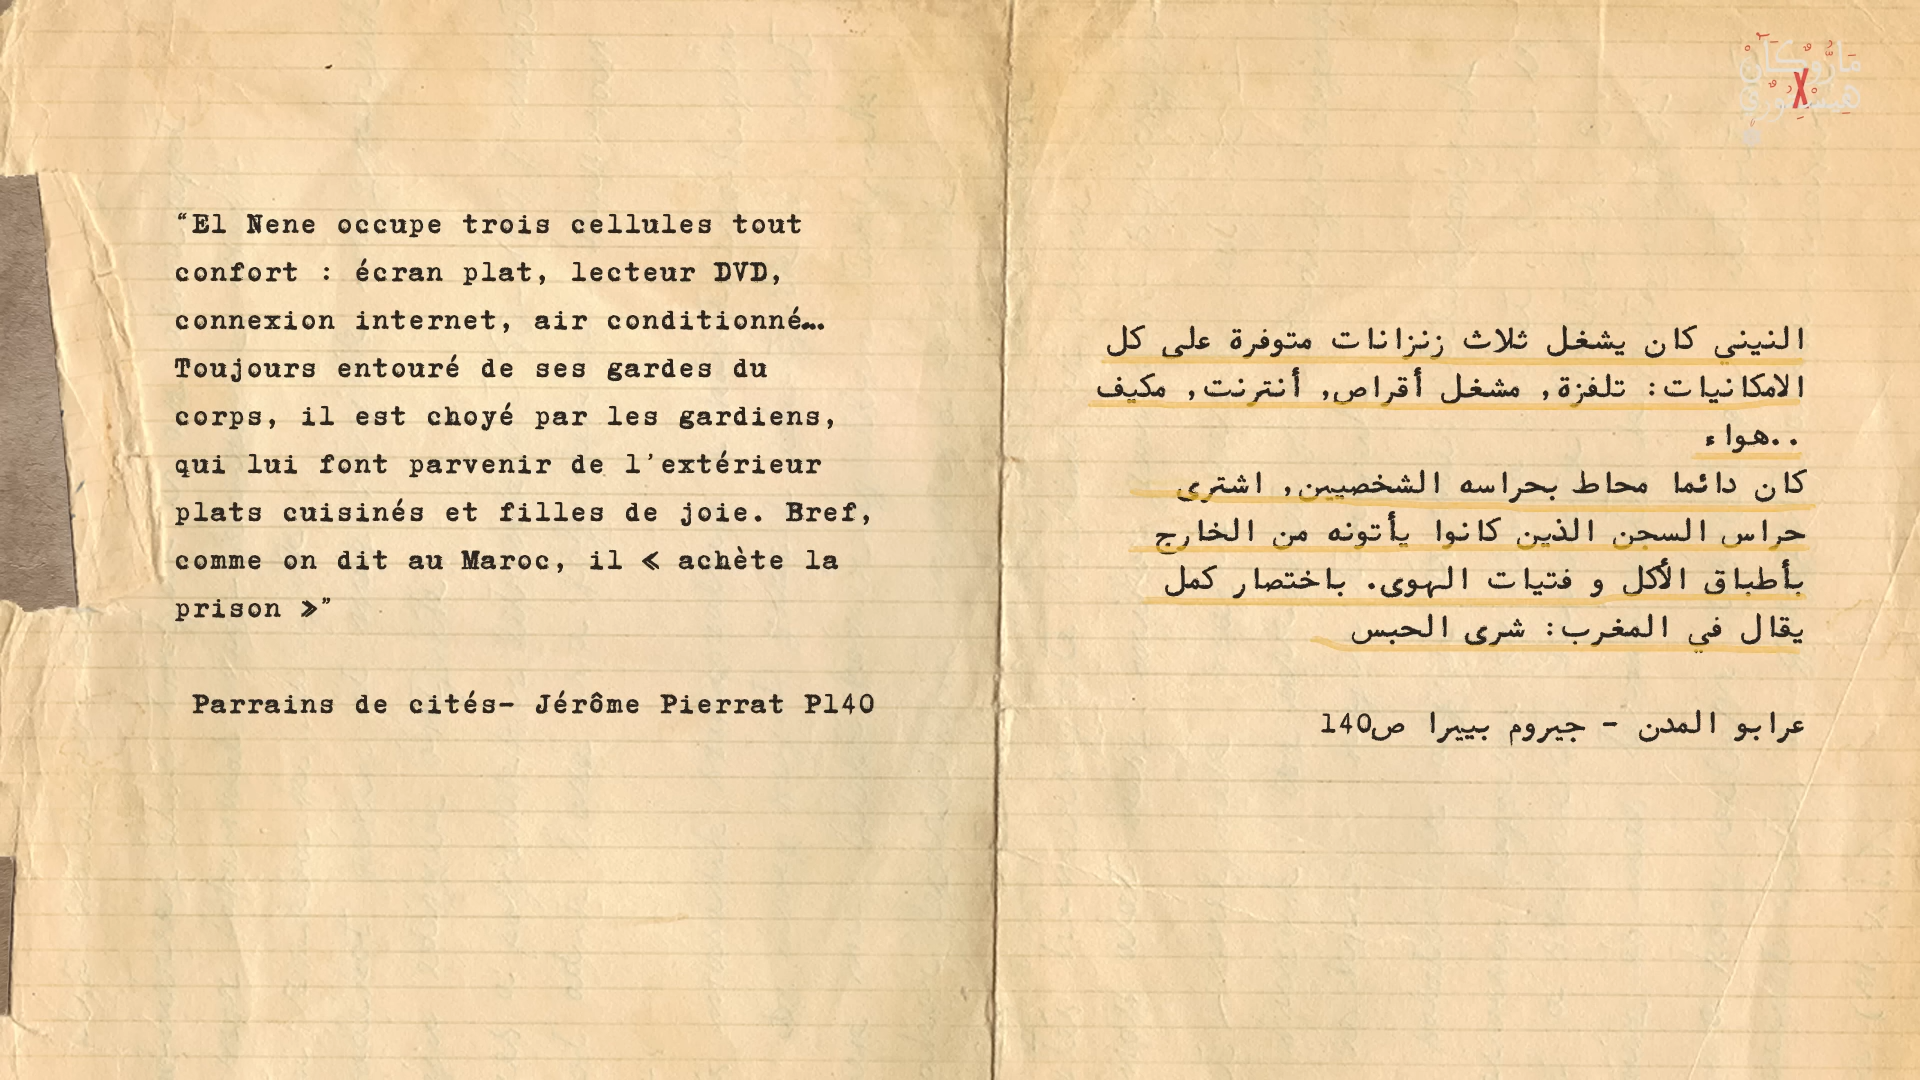 “El Nene occupe trois cellules tout
confort : écran plat, lecteur DVD,
connexion internet, air conditionné…
Toujours entouré de ses gardes du
corps, il est choyé par les gardiens,
qui lui font parvenir de l'extérieur
plats cuisinés et filles de joie. Bref,
comme on dit au Maroc, il « achète la
prison »”
Parrains de cités- Jérôme Pierrat P140
النيني كان يشغل ثلاث زنزانات متوفرة على كل
الامكانيات: تلفزة, مشغل أقراص, أنترنت, مكيف
هواء..
كان دائما محاط بحراسه الشخصيين, اشترى
حراس السجن الذين كانوا يأتونه من الخارج
بأطباق الأكل و فتيات الهوى. باختصار كمل
يقال في المغرب: شرى الحبس
عرابو المدن - جيروم بييرا ص140